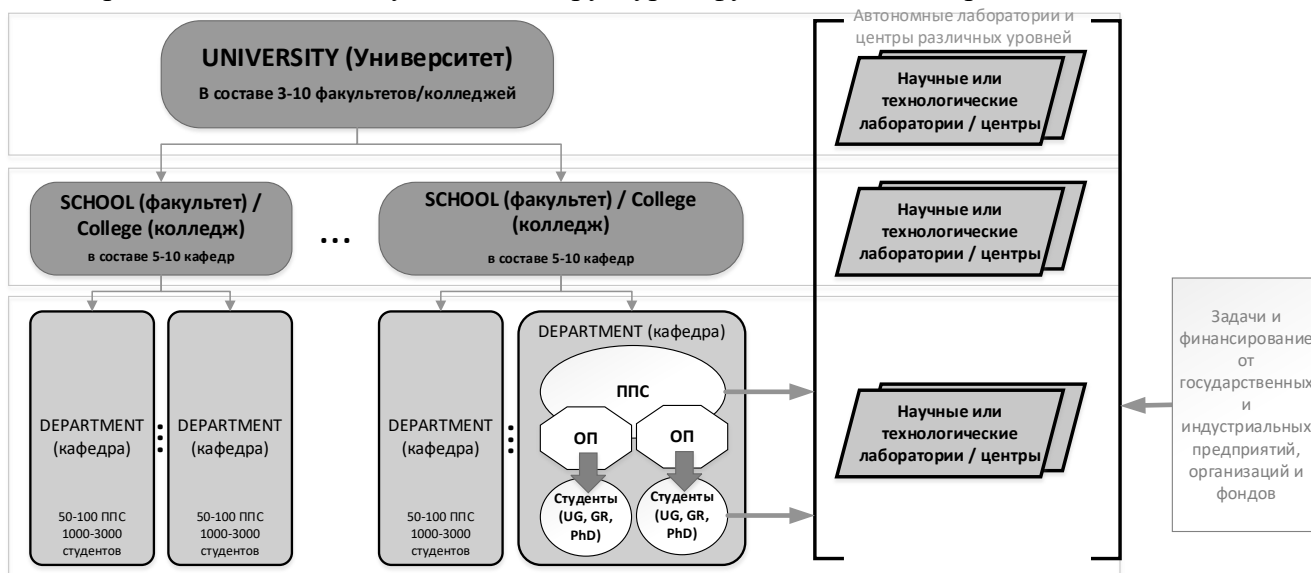 Автономные лаборатории и
центры различных уровней
UNIVERSITY (Университет)
В составе 3-10 факультетов/колледжей
Научные или
технологические
лаборатории / центры
SCHOOL (факультет) /
College (колледж)
в составе 5-10 кафедр
...
SCHOOL (факультет) / College
(колледж)
в составе 5-10 кафедр
Научные или
технологические
лаборатории / центры
DEPARTMENT
(кафедра)
50-100 ППС
1000-3000
студентов
DEPARTMENT
(кафедра)
50-100 ППС
1000-3000
студентов
DEPARTMENT
(кафедра)
50-100 ППС
1000-3000
студентов
DEPARTMENT (кафедра)
ППС
ОП
ОП
Студенты
(UG, GR,
PhD)
Студенты
(UG, GR,
PhD)
Научные или
технологические
лаборатории / центры
Задачи и
финансирование
от
государственных
и
индустриальных
предприятий,
организаций и
фондов